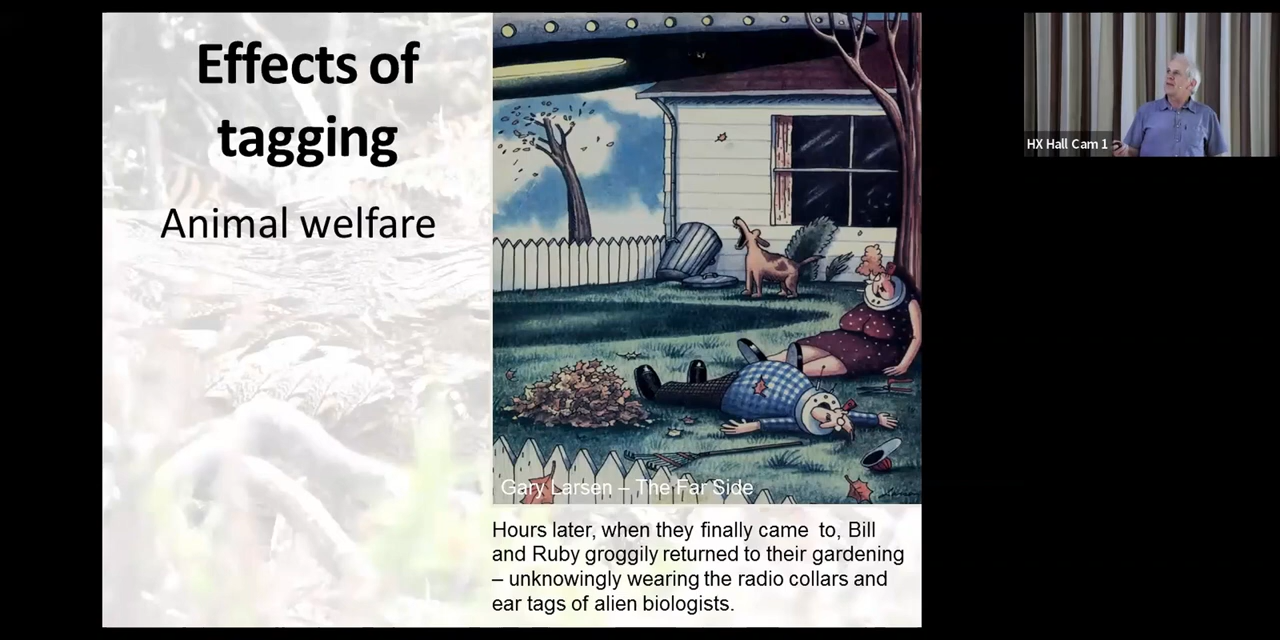 Effects of
tagging
Animal welfare
Gary Larsen – The Far Side
Hours later, when they finally came to, Bill
and Ruby groggily returned to their gardening
– unknowingly wearing the radio collars and
ear tags of alien biologists.
HX Hall Cam 1